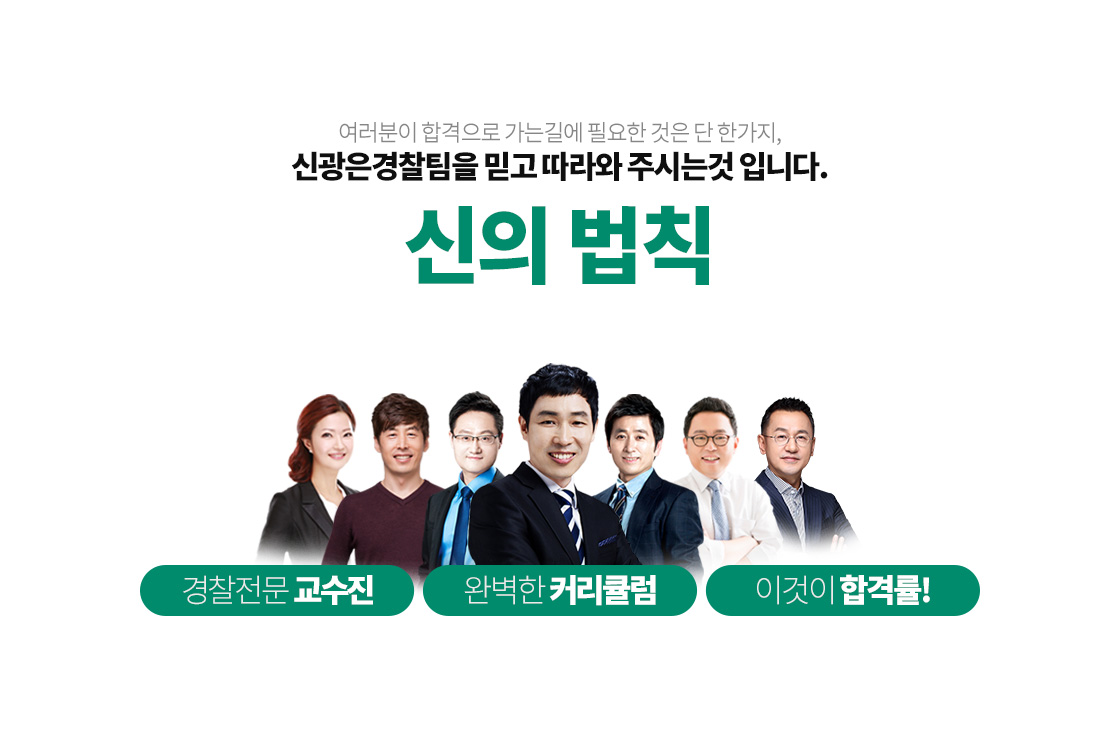 여러분이 합격으로 가는길에 필요한 것은 단 한가지,
신광은경찰팀을 믿고 따라와 주시는것 입니다.
신의 법칙
경찰전문 교수진
완벽한 커리큘럼
이것이 합격률!